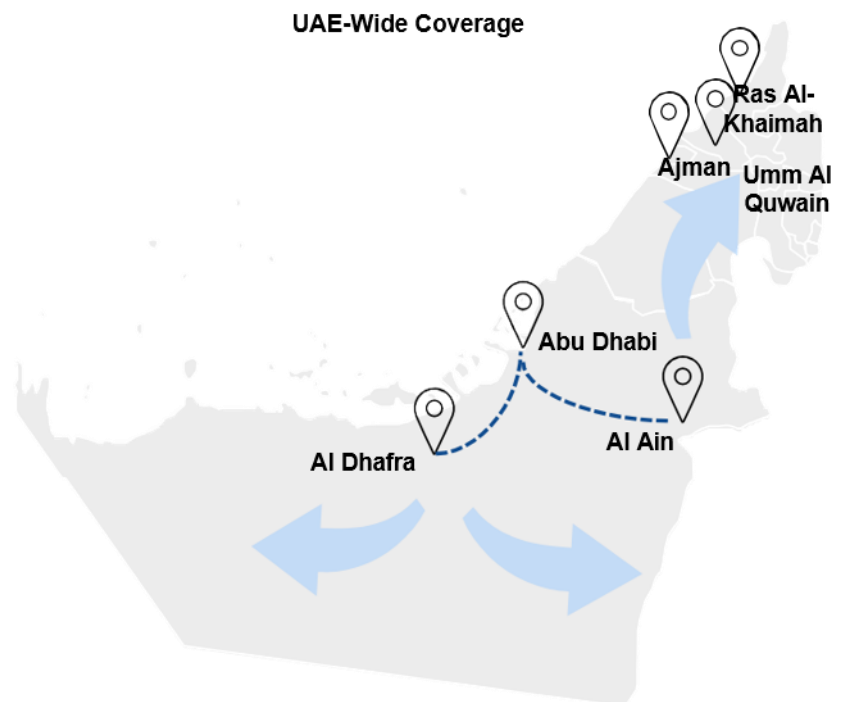 UAE-Wide Coverage
Ras Al-
Khaimah
Ajman
Umm Al
Quwain
Abu Dhabi
Al Ain
Al Dhafra